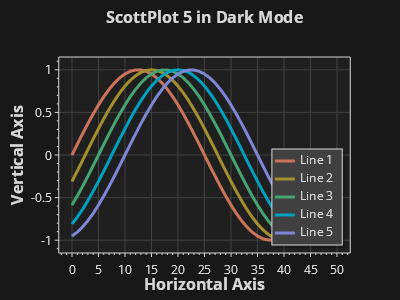 ScottPlot 5 in Dark Mode
Vertical Axis
1
0.5
0
-0.5
-1
Line 1
Line 2
Line 3
Line 4
Line 5
0 5 10 15 20 25 30 35 40 45 50
Horizontal Axis